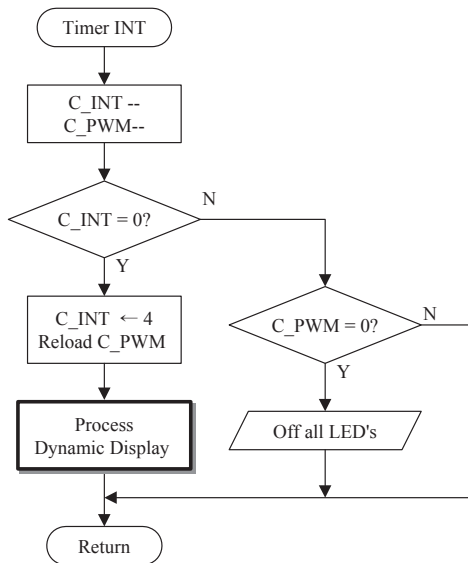 Timer INT
C_INT --
C_PWM--
C_INT = 0?
N
Y
C_INT ← 4
Reload C_PWM
C_PWM = 0?
N
Y
Process
Dynamic Display
Off all LED's
Return